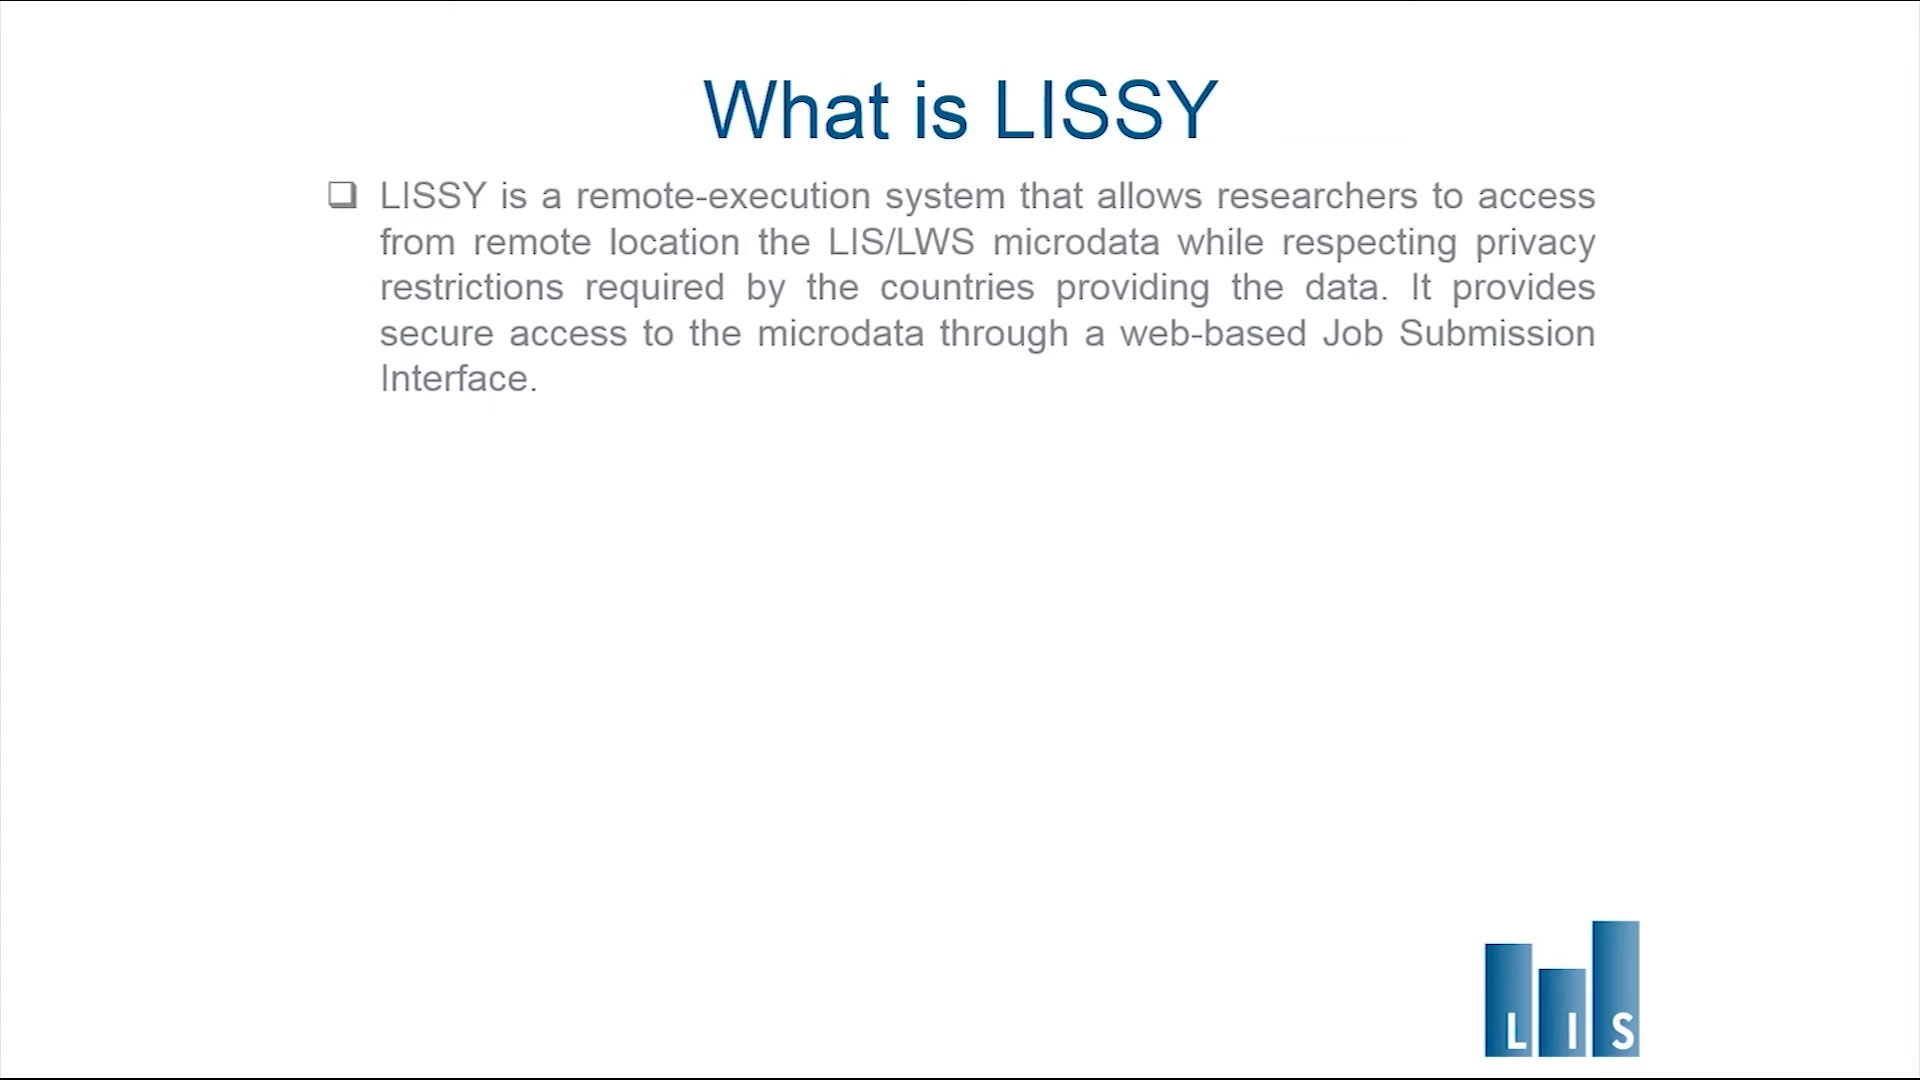 What is LISSY
❑ LISSY is a remote-execution system that allows researchers to access
from remote location the LIS/LWS microdata while respecting privacy
restrictions required by the countries providing the data. It provides
secure access to the microdata through a web-based Job Submission
Interface.
L I S